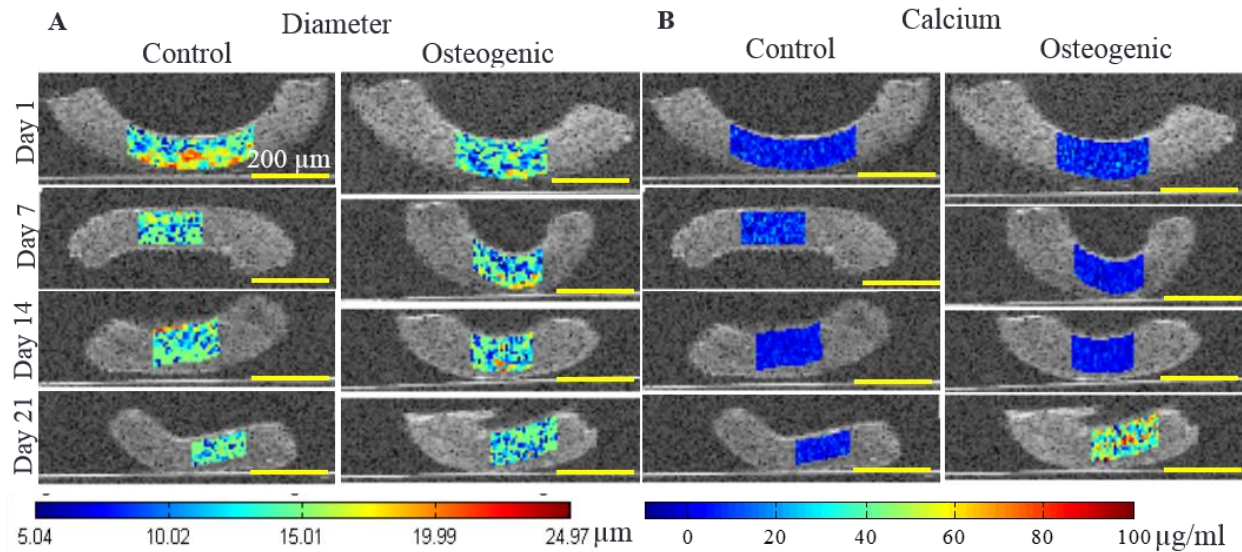 A Diameter B Calcium
Control Osteogenic Control Osteogenic
Day 1
200 µm
Day 7
Day 14
Day 21
5.04 10.02 15.01 19.99 24.97 µm
0 20 40 60 80 100 µg/ml